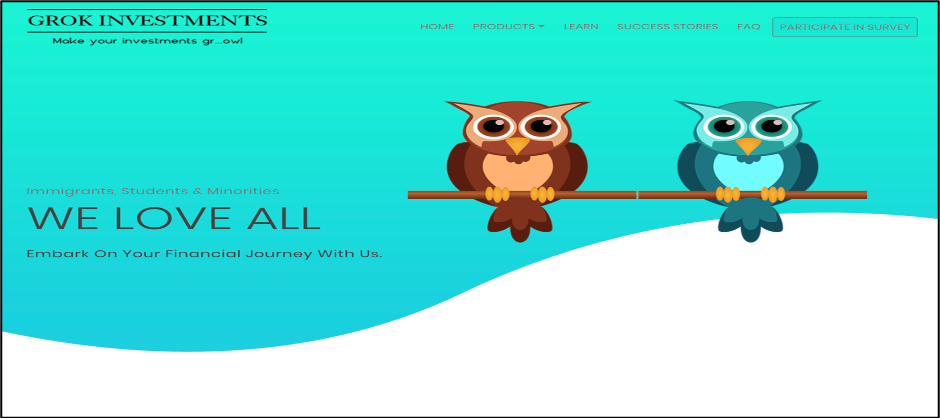 GROK INVESTMENTS
Make your investments gr...owl
HOME PRODUCTS LEARN SUCCESS STORIES FAQ PARTICIPATE IN SURVEY
Immigrants, Students & Minorities
WE LOVE ALL
Embark On Your Financial Journey With Us.